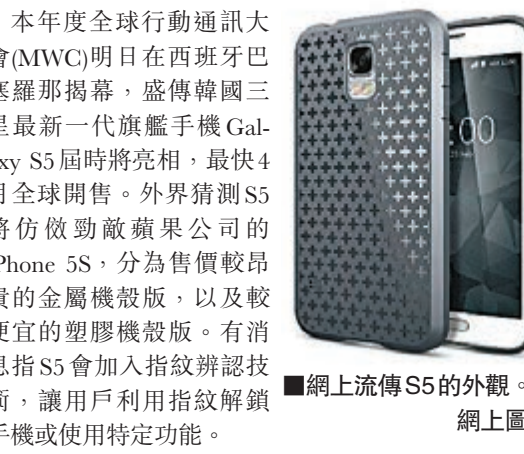 本年度全球行動通訊大
會(MWC)明日在西班牙巴
塞羅那揭幕，盛傳韓國三
星最新一代旗艦手機Gal-
xy S5屆時將亮相，最快4
月全球開售。外界猜測S5
將仿傚勁敵蘋果公司的
Phone 5S，分為售價較昂
貴的金屬機殼版，以及較
便宜的塑膠機殼版。有消
息指S5會加入指紋辨認技
術，讓用戶利用指紋解鎖
手機或使用特定功能。
00
■網上流傳S5的外觀。
網上圖